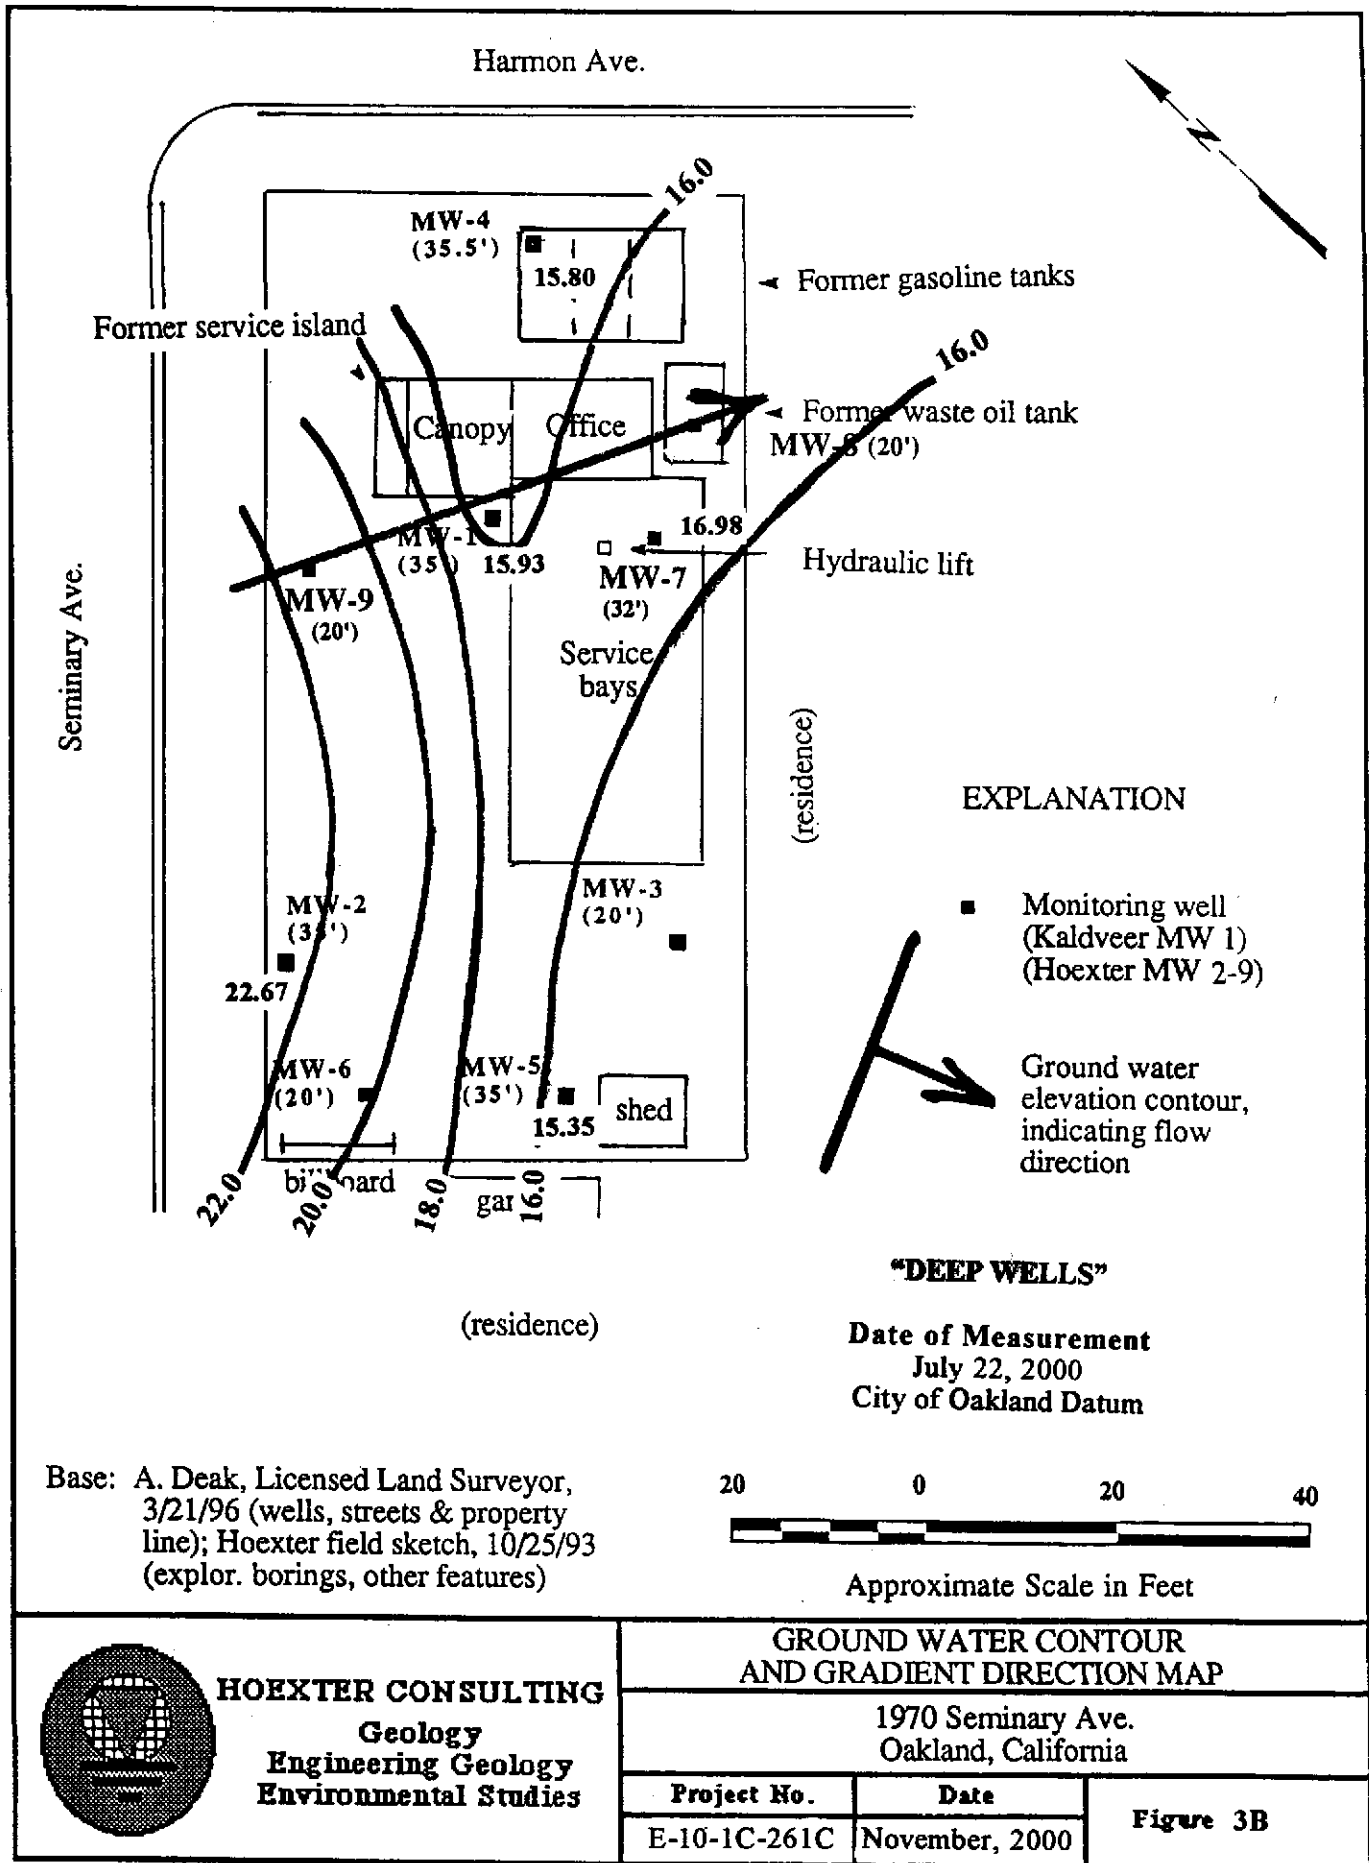 Harmon Ave.
N
16.0
MW-4
(35.5')
15.80
Former gasoline tanks
Former service island
16.0
Canopy
Office
Former waste oil tank
MW-8 (20')
MW-1
(35')
15.93
16.98
MW-7
(32')
Hydraulic lift
MW-9
(20')
Seminary Ave.
Service
bays
(residence)
EXPLANATION
MW-3
(20')
MW-2
22.67
Monitoring well
(Kaldveer MW 1)
(Hoexter MW 2-9)
MW-6
(20')
MW-5
(35')
15.35
shed
Ground water
elevation contour,
indicating flow
direction
22.0
20.0
18.0
16.0
(residence)
"DEEP WELLS"
Date of Measurement
July 22, 2000
City of Oakland Datum
Base: A. Deak, Licensed Land Surveyor,
3/21/96 (wells, streets & property
line); Hoexter field sketch, 10/25/93
(explor. borings, other features)
20 0 20 40
Approximate Scale in Feet
HOEXTER CONSULTING
Geology
Engineering Geology
Environmental Studies
GROUND WATER CONTOUR
AND GRADIENT DIRECTION MAP
1970 Seminary Ave.
Oakland, California
Project No.
E-10-1C-261C
Date
November, 2000
Figure 3B